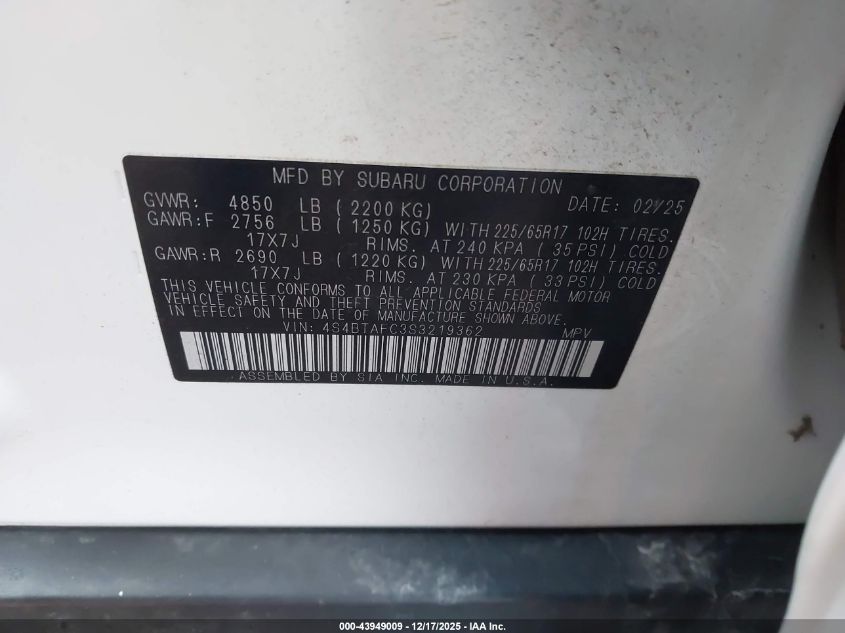 MFD BY SUBARU CORPORATION DATE: 02/25
GVWR: 4850 LB ( 2200 KG)
GAWR:F 2756 LB ( 1250 KG) WITH 225/65R17 102H TIRES.
17X7J RIMS. AT 240 KPA ( 35 PSI) COLD
GAWR:R 2690 LB ( 1220 KG) WITH 225/65R17 102H TIRES.
17X7J RIMS. AT 230 KPA ( 33 PSI) COLD
THIS VEHICLE CONFORMS TO ALL APPLICABLE FEDERAL MOTOR
VEHICLE SAFETY AND THEFT PREVENTION STANDARDS
IN EFFECT ON THE DATE OF MANUFACTURE SHOWN ABOVE.
VIN: 4S4BTAFC3S3219362 MPV
ASSEMBLED BY SIA INC. MADE IN U.S.A.
000-43949009 - 12/17/2025 - IAA Inc.